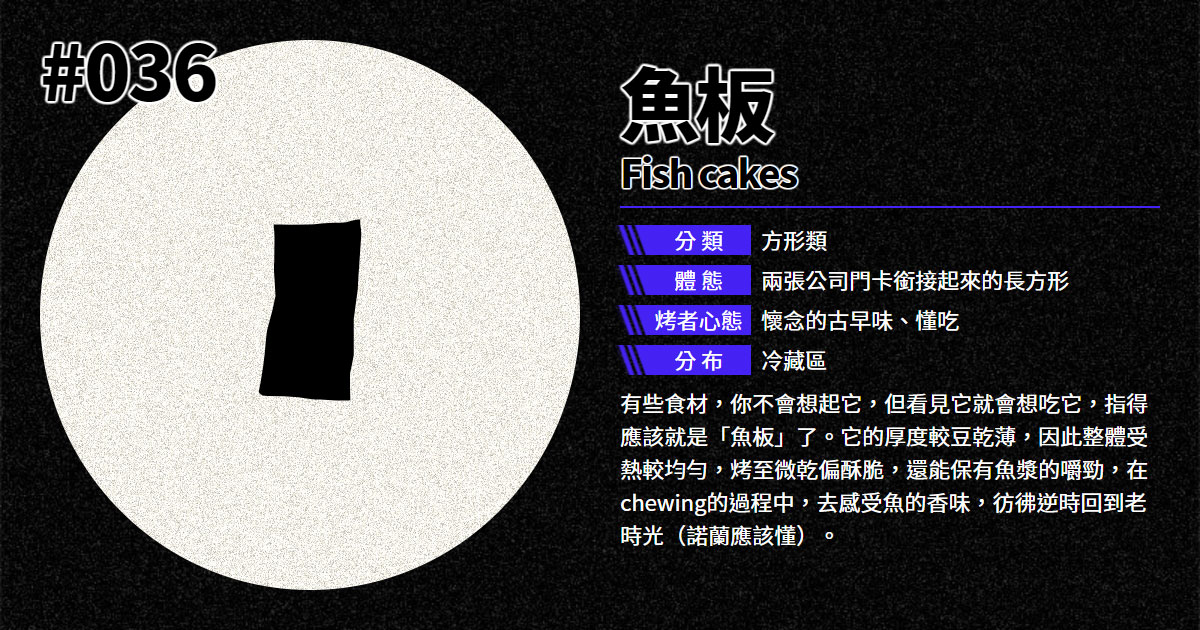 #036
魚板
Fish cakes
分類 方形類
體態 兩張公司門卡銜接起來的長方形
烤者心態 懷念的古早味、懂吃
分布 冷藏區
有些食材，你不會想起它，但看見它就會想吃它，指得
應該就是「魚板」了。它的厚度較豆乾薄，因此整體受
熱較均勻，烤至微乾偏酥脆，還能保有魚漿的嚼勁，在
chewing的過程中，去感受魚的香味，彷彿逆時回到老
時光（諾蘭應該懂）。